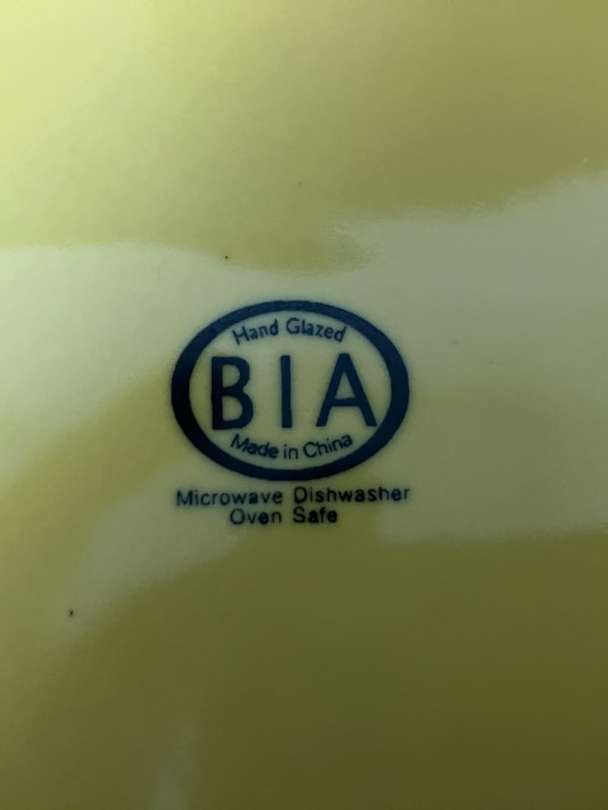 Hand Glazed
BIA
Made in China
Microwave Dishwasher
Oven Safe